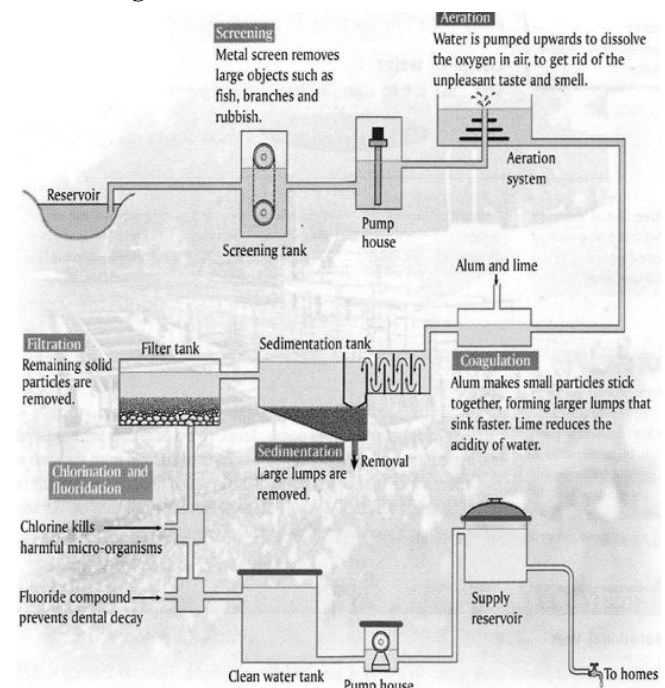 Screening
Metal screen removes
large objects such as
fish, branches and
rubbish.
Aeration
Water is pumped upwards to dissolve
the oxygen in air, to get rid of the
unpleasant taste and smell.
Reservoir
Screening tank
Pump
house
Aeration
system
Alum and lime
Filtration
Remaining solid
particles are
removed.
Filter tank
Sedimentation tank
Coagulation
Alum makes small particles stick
together, forming larger lumps that
sink faster. Lime reduces the
acidity of water.
Sedimentation
Large lumps are
removed.
Removal
Chlorination and
fluoridation
Chlorine kills
harmful micro-organisms
Fluoride compound
prevents dental decay
Clean water tank
Pump house
Supply
reservoir
To homes